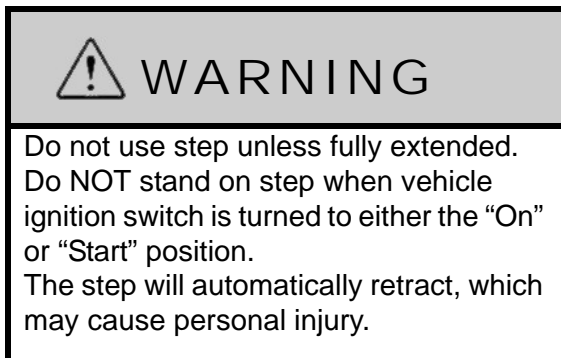 WARNING
Do not use step unless fully extended.
Do NOT stand on step when vehicle
ignition switch is turned to either the “On”
or “Start” position.
The step will automatically retract, which
may cause personal injury.